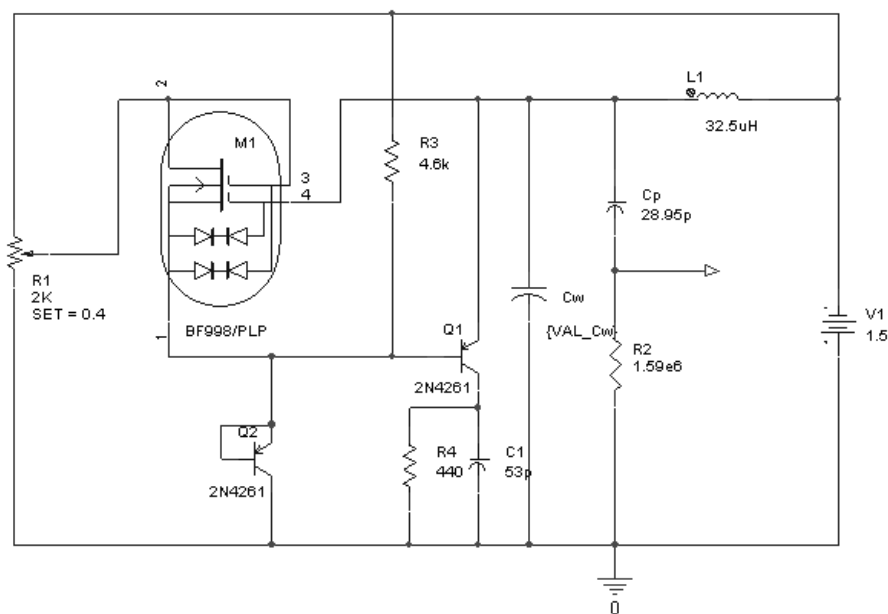 2
L1
32.5uH
M1
R3
4.6k
3
4
Cp
28.95p
R1
2K
SET = 0.4
BF998/PLP
1
Cw
{VAL_Cw}
Q1
2N4261
V1
1.5
R2
1.59e6
Q2
2N4261
R4
440
C1
53p
0